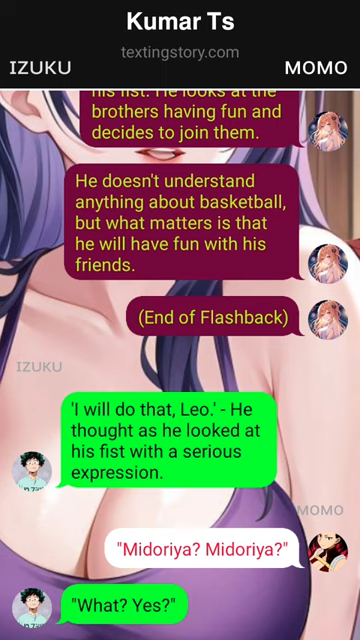 Kumar Ts
textingstory.com
IZUKU
MOMO
his fist. He looks at the
brothers having fun and
decides to join them.
He doesn't understand
anything about basketball,
but what matters is that
he will have fun with his
friends.
(End of Flashback)
IZUKU
'I will do that, Leo.' - He
thought as he looked at
his fist with a serious
expression.
MOMO
"Midoriya? Midoriya?"
"What? Yes?"